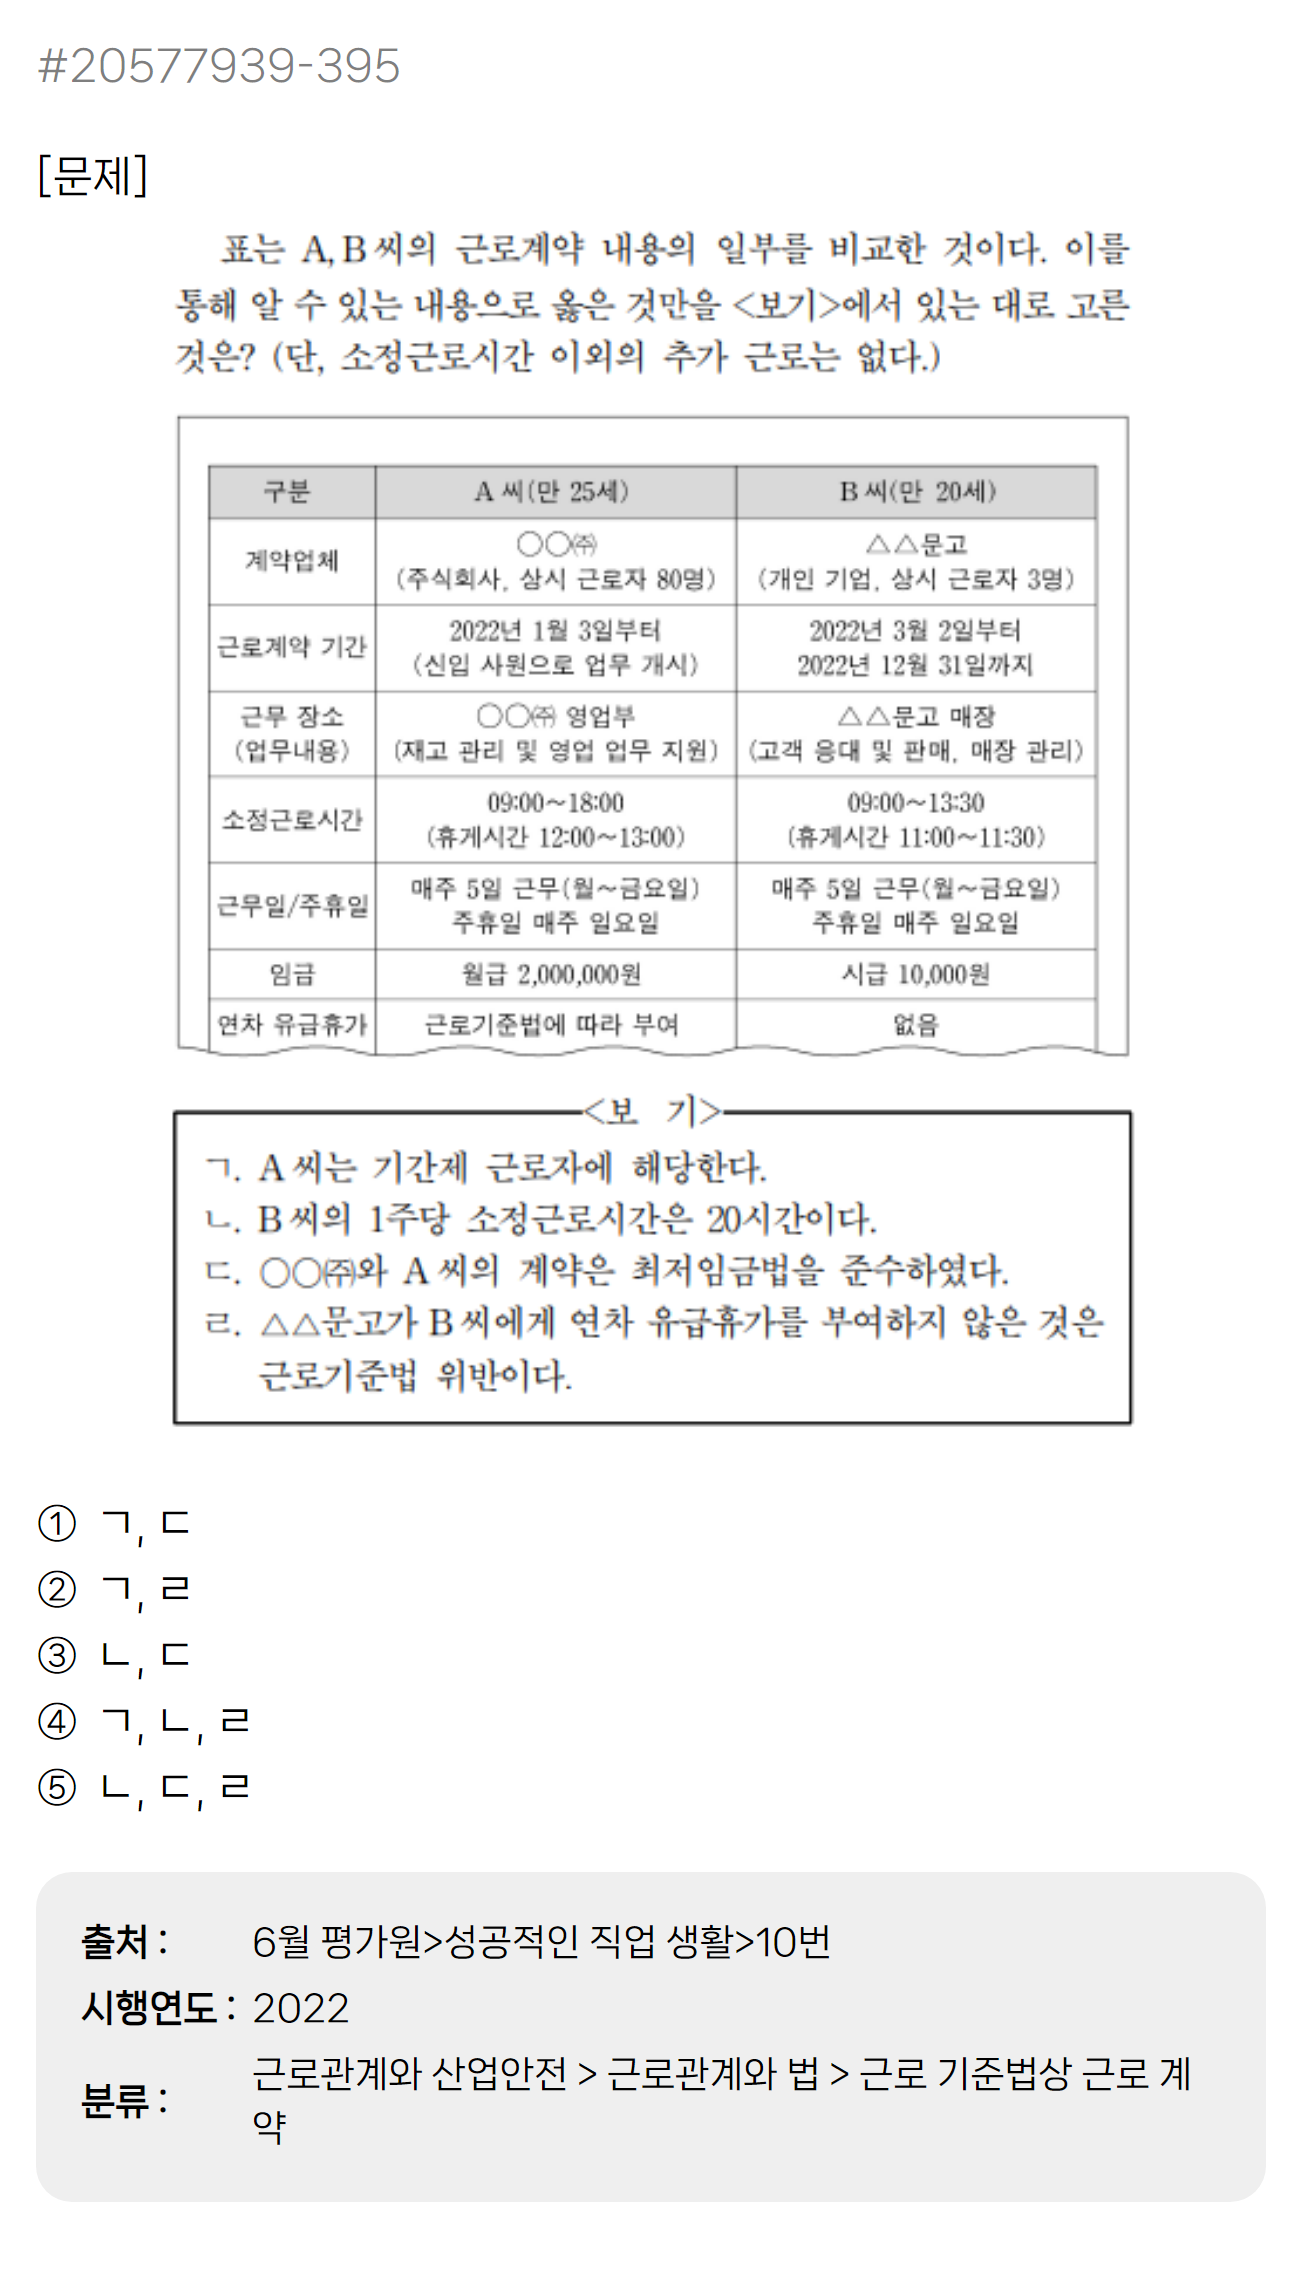 #20577939-395
[문제]
표는 A, B씨의 근로계약 내용의 일부를 비교한 것이다. 이를
통해 알 수 있는 내용으로 옳은 것만을 <보기>에서 있는 대로 고른
것은? (단, 소정근로시간 이외의 추가 근로는 없다.)
구분 A 씨(만 25세) B 씨(만 20세)
계약업체 ○○㈜ (주식회사, 상시 근로자 80명) △△문고 (개인 기업, 상시 근로자 3명)
근로계약 기간 2022년 1월 3일부터 (신입 사원으로 업무 개시) 2022년 3월 2일부터 2022년 12월 31일까지
근무 장소 (업무내용) ○○㈜ 영업부 (재고 관리 및 영업 업무 지원) △△문고 매장 (고객 응대 및 판매, 매장 관리)
소정근로시간 09:00~18:00 (휴게시간 12:00~13:00) 09:00~13:30 (휴게시간 11:00~11:30)
근무일/주휴일 매주 5일 근무(월~금요일) 주휴일 매주 일요일 매주 5일 근무(월~금요일) 주휴일 매주 일요일
임금 월급 2,000,000원 시급 10,000원
연차 유급휴가 근로기준법에 따라 부여 없음
<보 기>
ㄱ. A 씨는 기간제 근로자에 해당한다.
ㄴ. B 씨의 1주당 소정근로시간은 20시간이다.
ㄷ. ○○㈜와 A 씨의 계약은 최저임금법을 준수하였다.
ㄹ. △△문고가 B 씨에게 연차 유급휴가를 부여하지 않은 것은
근로기준법 위반이다.
① ㄱ, ㄷ
② ㄱ, ㄹ
③ ㄴ, ㄷ
④ ㄱ, ㄴ, ㄹ
⑤ ㄴ, ㄷ, ㄹ
출처 : 6월 평가원>성공적인 직업 생활>10번
시행연도 : 2022
분류 : 근로관계와 산업안전 > 근로관계와 법 > 근로 기준법상 근로 계
약